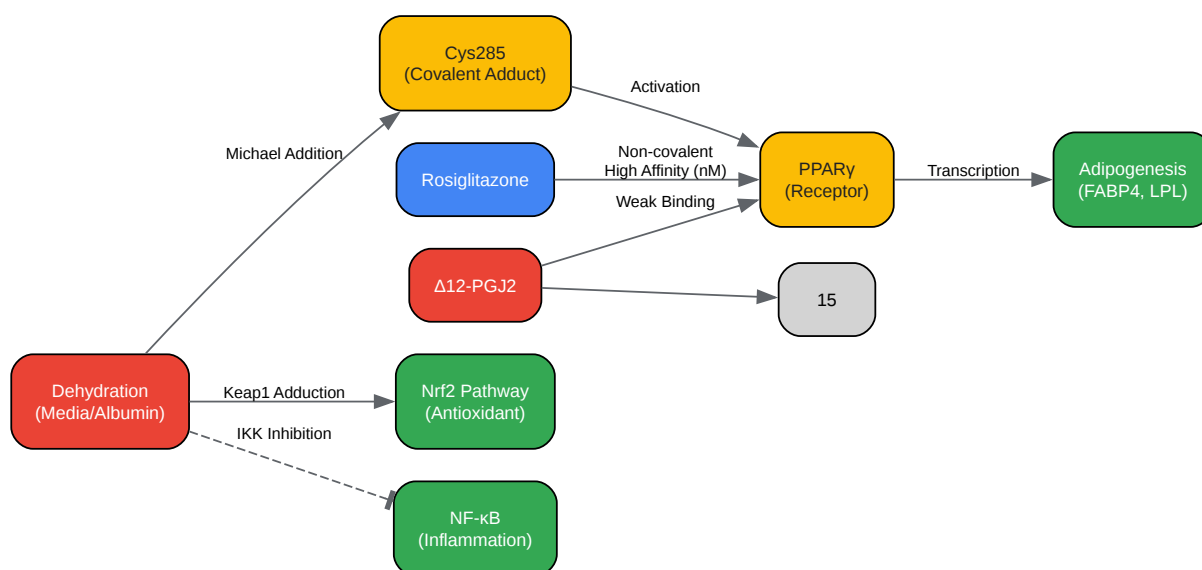 Cys285
(Covalent Adduct)
Activation
Michael Addition
Rosiglitazone
Non-covalent
High Affinity (nM)
PPARγ
(Receptor)
Transcription
Adipogenesis
(FABP4, LPL)
Weak Binding
Δ12-PGJ2
15
Dehydration
(Media/Albumin)
Keap1 Adduction
Nrf2 Pathway
(Antioxidant)
IKK Inhibition
NF-κB
(Inflammation)